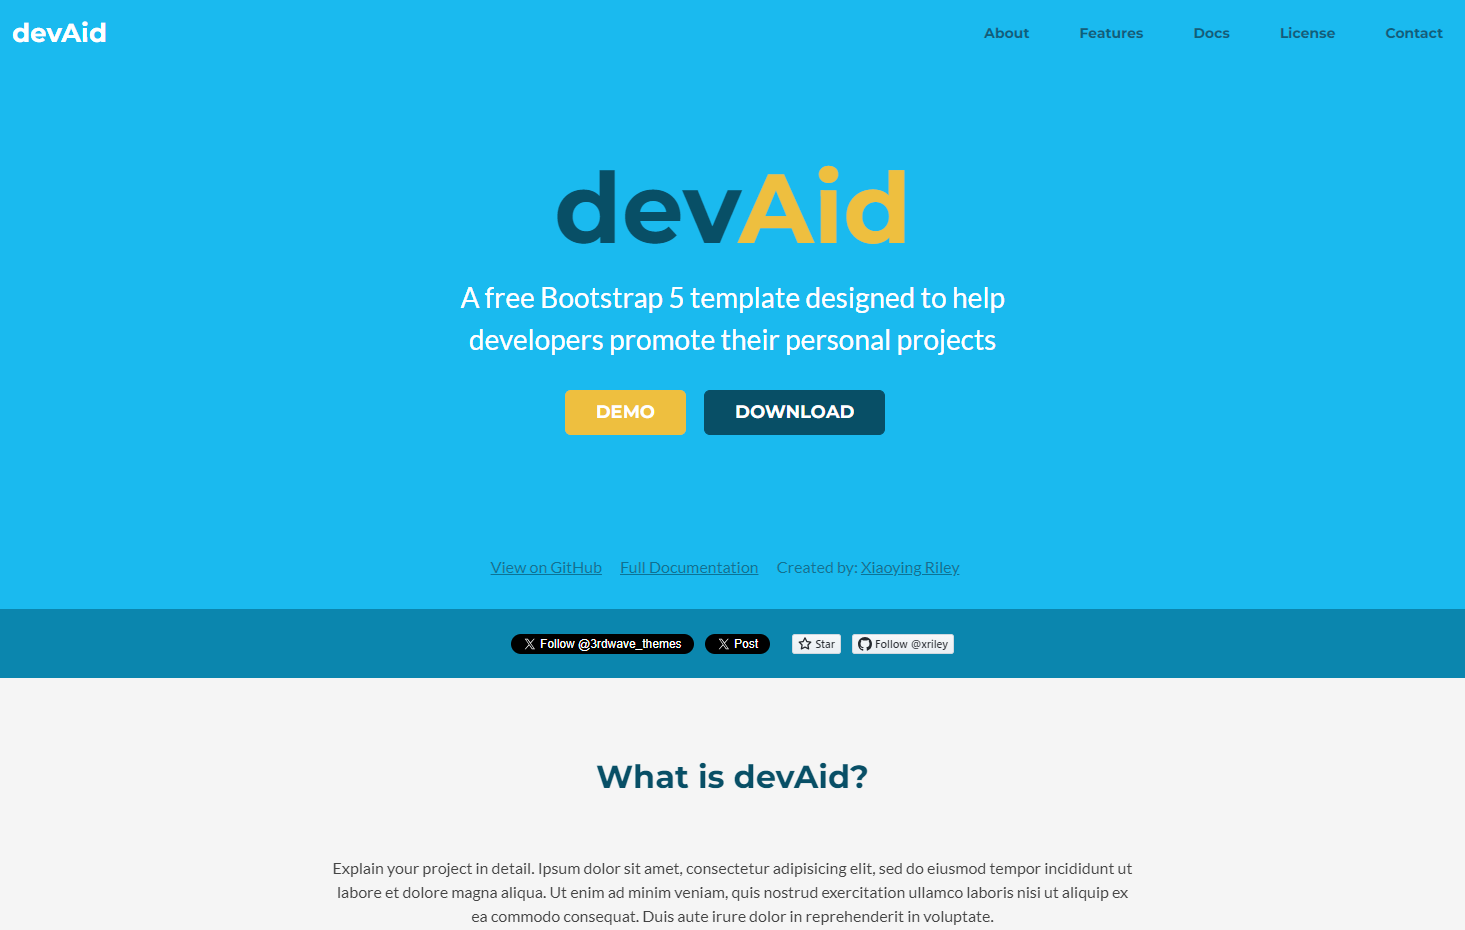 devAid
About Features Docs License Contact
devAid
A free Bootstrap 5 template designed to help
developers promote their personal projects
DEMO DOWNLOAD
View on GitHub Full Documentation Created by: Xiaoying Riley
Follow @3rdwave_themes Post Star Follow @xriley
What is devAid?
Explain your project in detail. Ipsum dolor sit amet, consectetur adipisicing elit, sed do eiusmod tempor incididunt ut
labore et dolore magna aliqua. Ut enim ad minim veniam, quis nostrud exercitation ullamco laboris nisi ut aliquip ex
ea commodo consequat. Duis aute irure dolor in reprehenderit in voluptate.